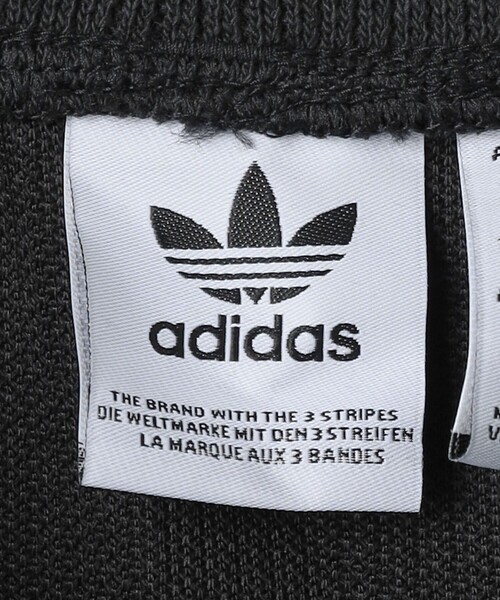 adidas
THE BRAND WITH THE 3 STRIPES
DIE WELTMARKE MIT DEN 3 STREIFEN
LA MARQUE AUX 3 BANDES